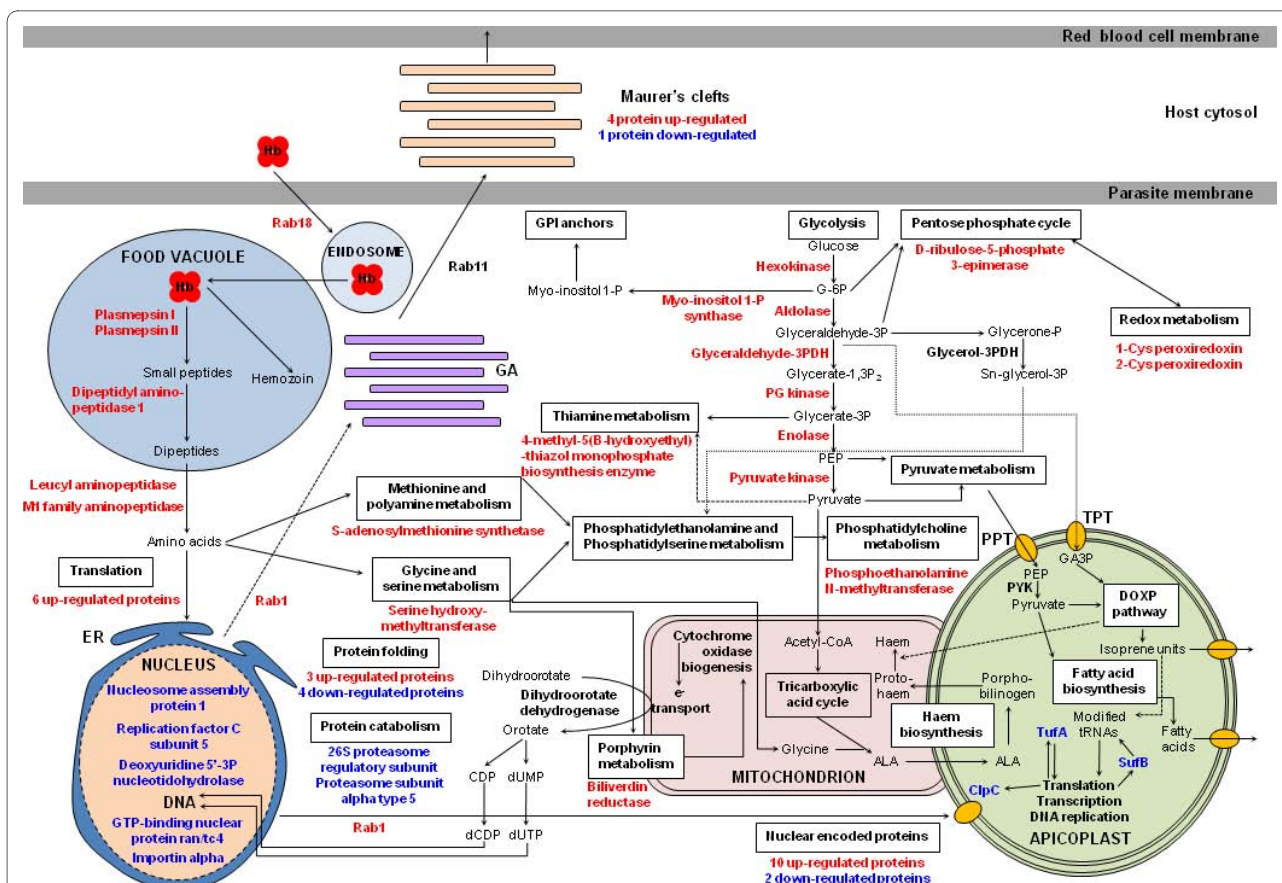 Red blood cell membrane
Maurer's clefts
4 protein up-regulated
1 protein down-regulated
Host cytosol
Hb
Parasite membrane
Rab18
ENDOSOME
Hb
FOOD VACUOLE
Hb
Plasmepsin I
Plasmepsin II
Small peptides
Hemozoin
Dipeptidyl amino-
peptidase 1
Dipeptides
Leucyl aminopeptidase
M1 family aminopeptidase
Amino acids
Rab11
GA
GPI anchors
Myo-inositol 1-P
Myo-inositol 1-P
synthase
Glycolysis
Glucose
Hexokinase
G-6P
Aldolase
Glyceraldehyde-3P
Glyceraldehyde-3PDH
Glycerate-1,3P2
PG kinase
Glycerate-3P
Enolase
PEP
Pyruvate kinase
Pyruvate
Pentose phosphate cycle
D-ribulose-5-phosphate
3-epimerase
Redox metabolism
1-Cys peroxiredoxin
2-Cys peroxiredoxin
Glycerone-P
Glycerol-3PDH
Sn-glycerol-3P
Thiamine metabolism
4-methyl-5(B-hydroxyethyl)
-thiazol monophosphate
biosynthesis enzyme
Pyruvate metabolism
Methionine and
polyamine metabolism
S-adenosylmethionine synthetase
Phosphatidylethanolamine and
Phosphatidylserine metabolism
Phosphatidylcholine
metabolism
Phosphoethanolamine
N-methyltransferase
Glycine and
serine metabolism
Serine hydroxy-
methyltransferase
Translation
6 up-regulated proteins
Rab1
ER
NUCLEUS
Nucleosome assembly
protein 1
Replication factor C
subunit 5
Deoxyuridine 5'-3P
nucleotidohydrolase
DNA
GTP-binding nuclear
protein ran/tc4
Importin alpha
Protein folding
3 up-regulated proteins
4 down-regulated proteins
Protein catabolism
26S proteasome
regulatory subunit
Proteasome subunit
alpha type 5
Rab1
Dihydroorotate
Dihydroorotate
dehydrogenase
Orotate
CDP
dUMP
dCDP
dUTP
Porphyrin
metabolism
Biliverdin
reductase
Cytochrome
oxidase
biogenesis
e-
transport
Acetyl-CoA
Haem
Proto-
haem
Tricarboxylic
acid cycle
Glycine
ALA
MITOCHONDRION
Haem
biosynthesis
PPT
TPT
GA3P
PEP
PYK
Pyruvate
DOXP
pathway
Isoprene units
Porpho-
bilinogen
Fatty acid
biosynthesis
Modified
tRNAs
Fatty
acids
TufA
SufB
ALA
ClpC
Translation
Transcription
DNA replication
APICOPLAST
Nuclear encoded proteins
10 up-regulated proteins
2 down-regulated proteins